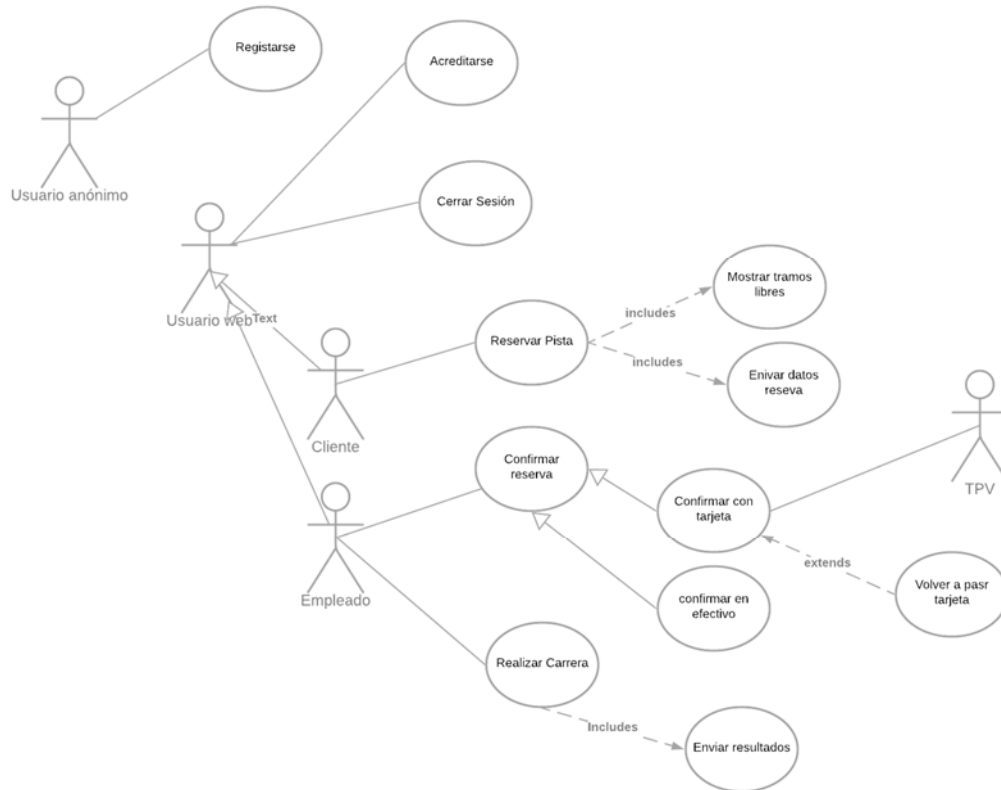 Registarse
Acreditarse
Usuario anónimo
Cerrar Sesión
Mostrar tramos
libres
Usuario web
Text
includes
Reservar Pista
includes
Enivar datos
reseva
Cliente
Confirmar
reserva
Confirmar con
tarjeta
TPV
extends
Volver a pasr
tarjeta
Empleado
confirmar en
efectivo
Realizar Carrera
Includes
Enviar resultados